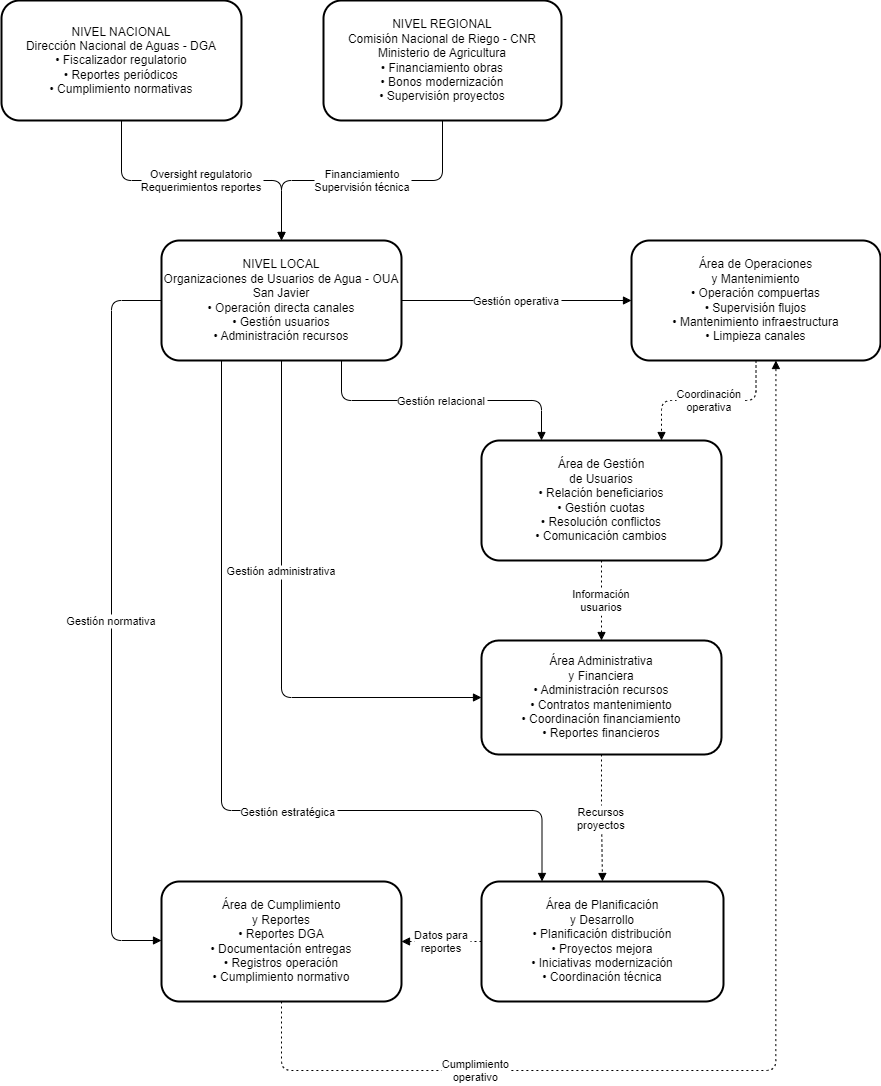 NIVEL NACIONAL
Dirección Nacional de Aguas - DGA
• Fiscalizador regulatorio
• Reportes periódicos
• Cumplimiento normativas
NIVEL REGIONAL
Comisión Nacional de Riego - CNR
Ministerio de Agricultura
• Financiamiento obras
• Bonos modernización
• Supervisión proyectos
Oversight regulatorio
Requerimientos reportes
Financiamiento
Supervisión técnica
NIVEL LOCAL
Organizaciones de Usuarios de Agua - OUA
San Javier
• Operación directa canales
• Gestión usuarios
• Administración recursos
Gestión operativa
Área de Operaciones
y Mantenimiento
• Operación compuertas
• Supervisión flujos
• Mantenimiento infraestructura
• Limpieza canales
Gestión relacional
Coordinación
operativa
Área de Gestión
de Usuarios
• Relación beneficiarios
• Gestión cuotas
• Resolución conflictos
• Comunicación cambios
Gestión administrativa
Información
usuarios
Gestión normativa
Área Administrativa
y Financiera
• Administración recursos
• Contratos mantenimiento
• Coordinación financiamiento
• Reportes financieros
Gestión estratégica
Recursos
proyectos
Área de Cumplimiento
y Reportes
• Reportes DGA
• Documentación entregas
• Registros operación
• Cumplimiento normativo
Datos para
reportes
Área de Planificación
y Desarrollo
• Planificación distribución
• Proyectos mejora
• Iniciativas modernización
• Coordinación técnica
Cumplimiento
operativo